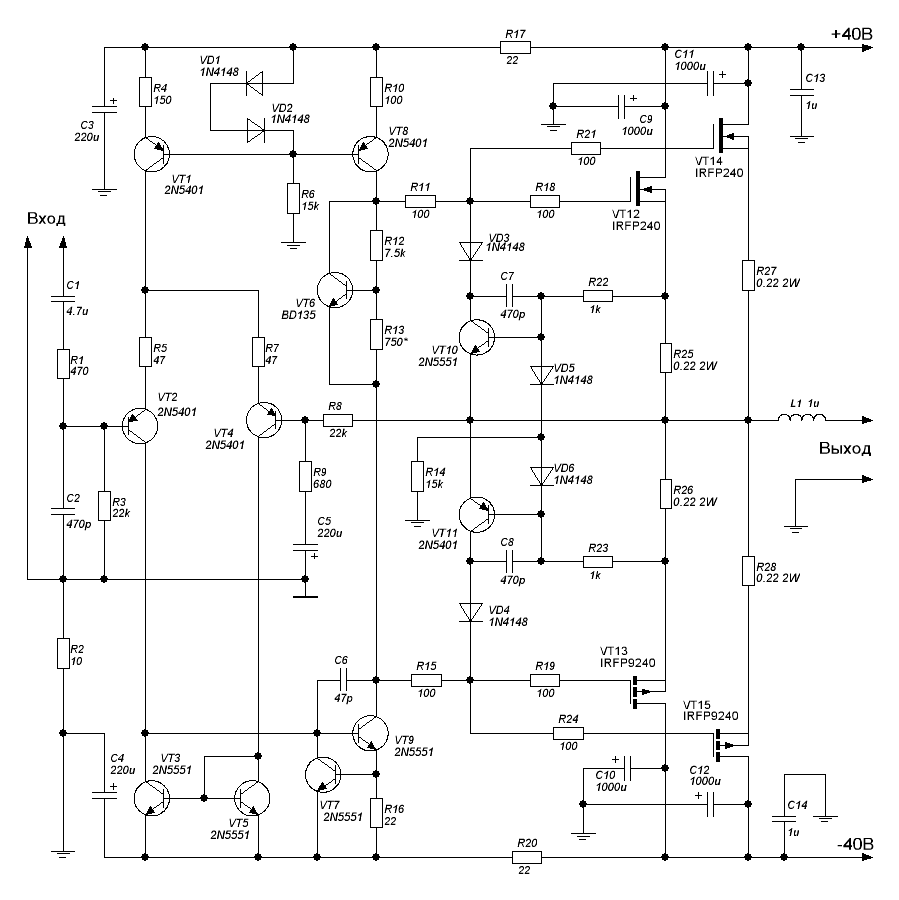 R17
22
+40В
VD1
1N4148
C11
1000u
R4
150
R10
100
C13
1u
C3
220u
VD2
1N4148
C9
1000u
VT8
2N5401
R21
100
VT14
IRFP240
VT1
2N5401
R6
15k
R11
100
R18
100
VT12
IRFP240
Вход
R12
7.5k
VD3
1N4148
C1
4.7u
VT6
BD135
C7
470p
R22
1k
R27
0.22 2W
R13
750*
VT10
2N5551
R1
470
R5
47
R7
47
R25
0.22 2W
VD5
1N4148
VT2
2N5401
VT4
2N5401
R8
22k
L1 1u
Выход
R9
680
R14
15k
VD6
1N4148
R26
0.22 2W
C2
470p
R3
22k
C5
220u
VT11
2N5401
C8
470p
R23
1k
R28
0.22 2W
VD4
1N4148
R2
10
C6
47p
R15
100
R19
100
VT13
IRFP9240
VT15
IRFP9240
R24
100
VT9
2N5551
C4
220u
VT3
2N5551
VT5
2N5551
VT7
2N5551
R16
22
C10
1000u
C12
1000u
C14
1u
R20
22
-40В